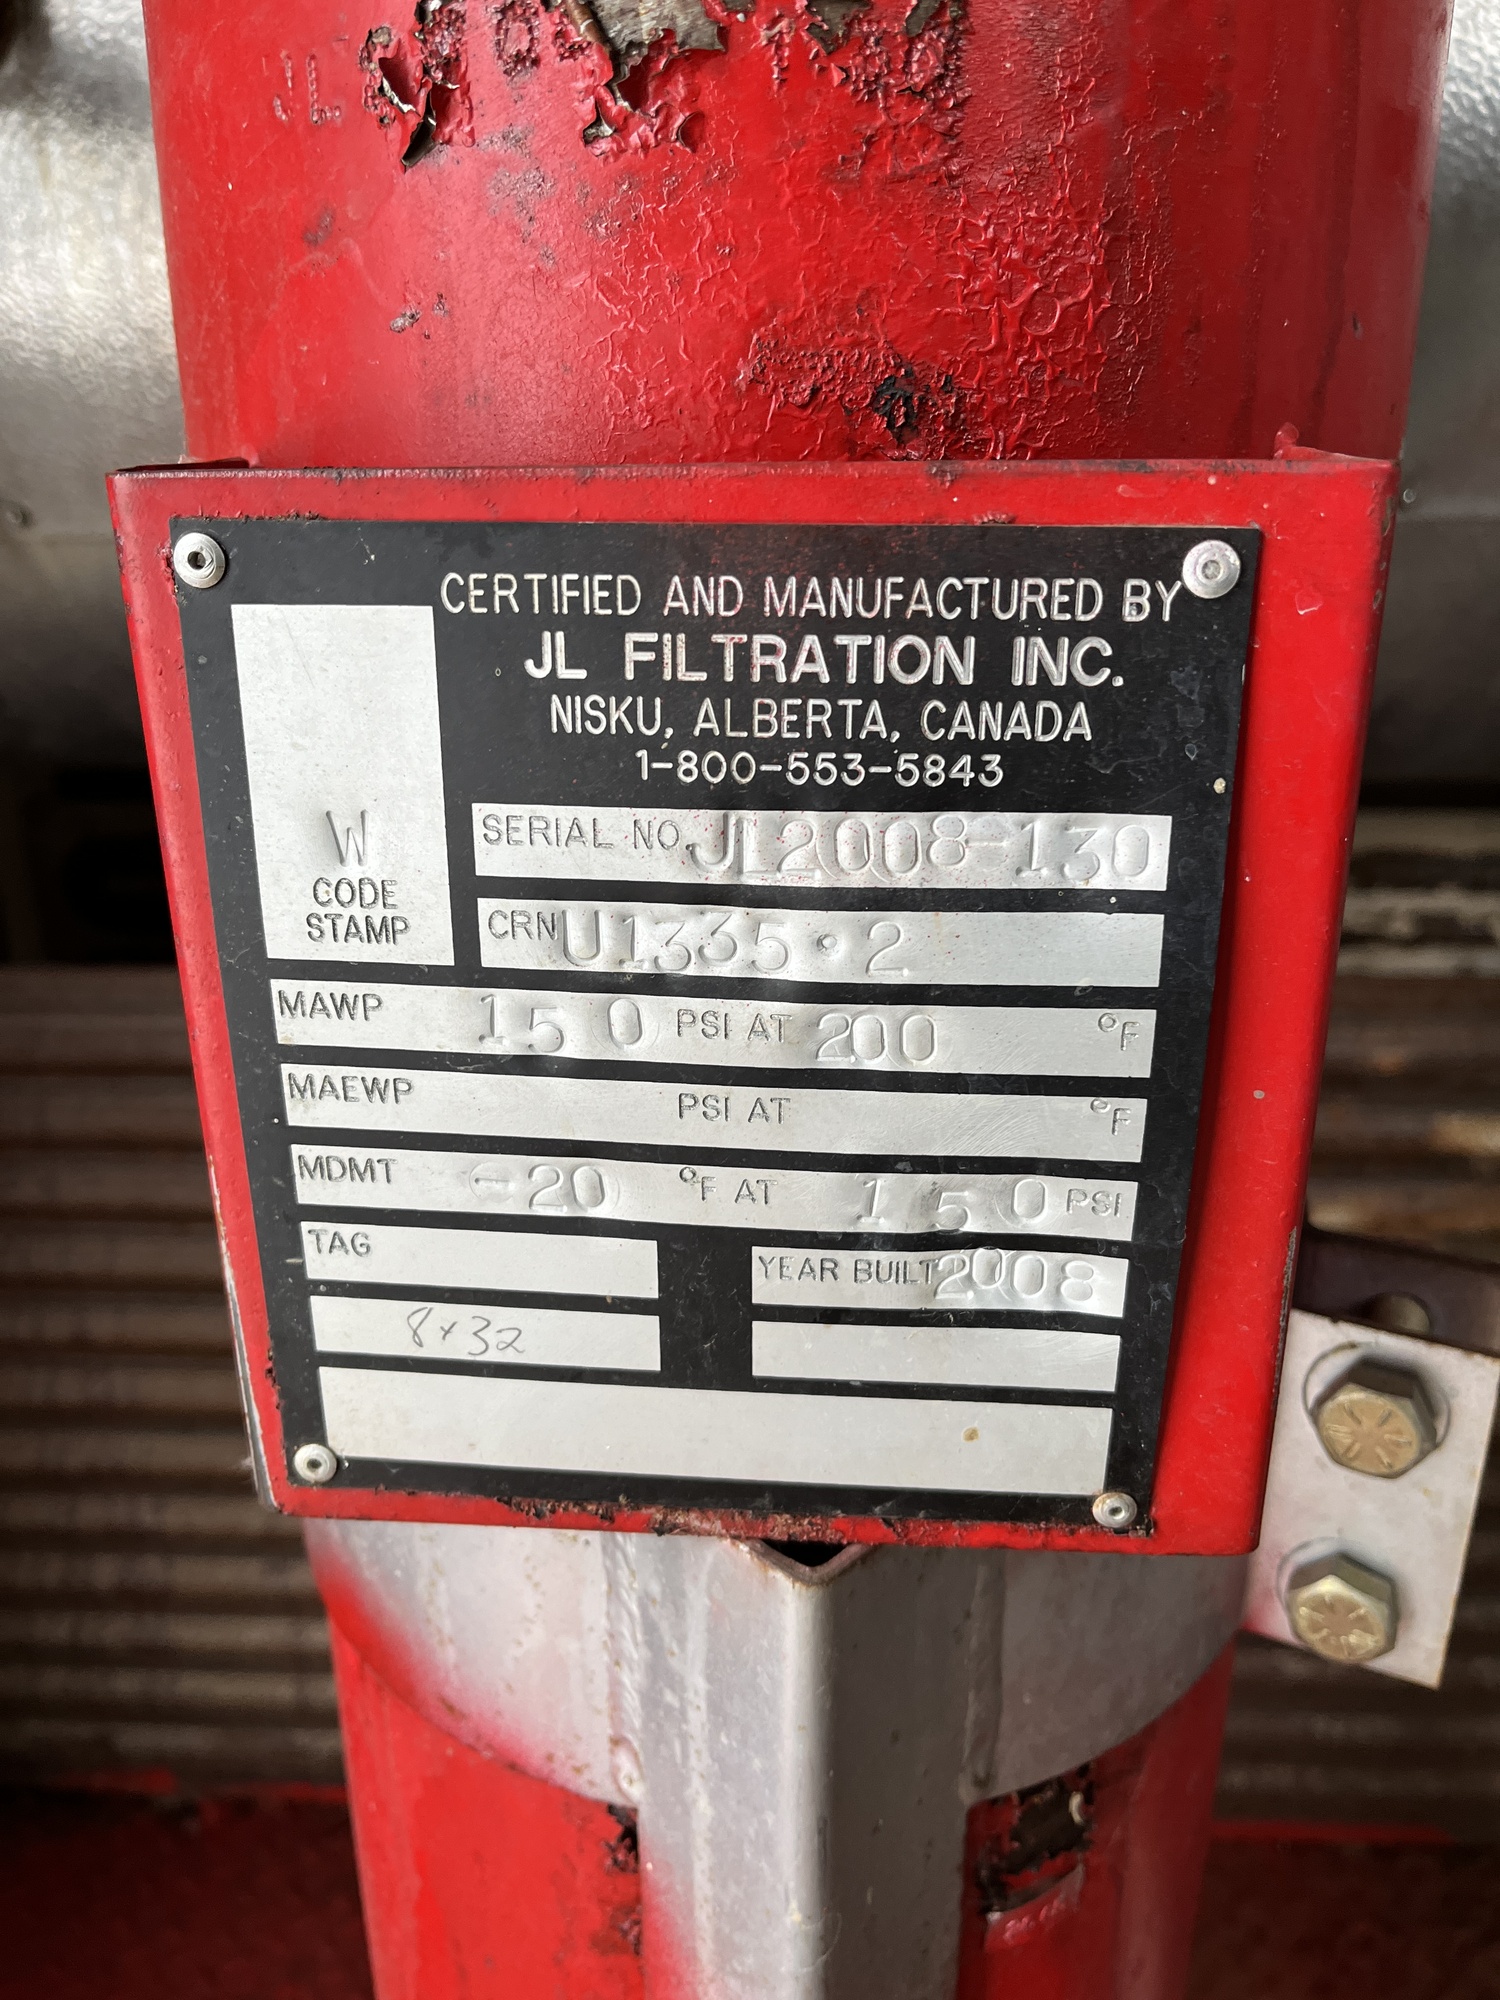 JL
CERTIFIED AND MANUFACTURED BY
JL FILTRATION INC.
NISKU, ALBERTA, CANADA
1-800-553-5843
W
CODE
STAMP
SERIAL NO. JL2008-130
CRN U1335.2
MAWP 150 PSI AT 200 °F
MAEWP PSI AT °F
MDMT -20 °F AT 150 PSI
TAG
YEAR BUILT 2008
8x32